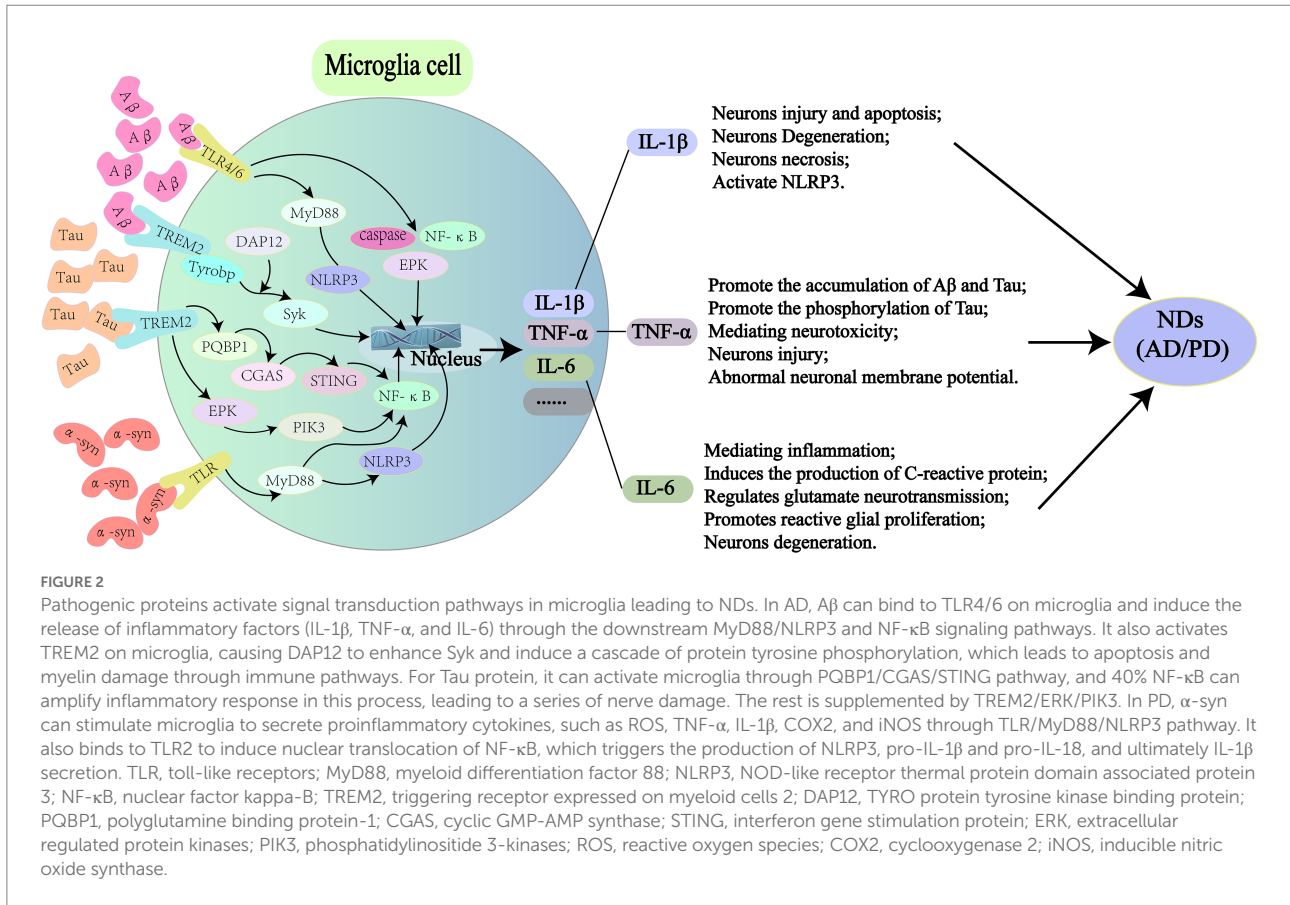 Microglia cell
Aβ
Aβ
Aβ
Aβ
Aβ
Aβ
TLR4/6
MyD88
caspase
NF-κB
EPK
NLRP3
DAP12
TREM2
Tyrobp
Syk
Tau
Tau
Tau
Tau
Tau
Tau
TREM2
PQBP1
CGAS
STING
NF-κB
EPK
PIK3
Nucleus
α-syn
α-syn
α-syn
α-syn
α-syn
TLR
MyD88
NLRP3
IL-1β
TNF-α
IL-6
......
IL-1β
Neurons injury and apoptosis;
Neurons Degeneration;
Neurons necrosis;
Activate NLRP3.
TNF-α
Promote the accumulation of Aβ and Tau;
Promote the phosphorylation of Tau;
Mediating neurotoxicity;
Neurons injury;
Abnormal neuronal membrane potential.
IL-6
Mediating inflammation;
Induces the production of C-reactive protein;
Regulates glutamate neurotransmission;
Promotes reactive glial proliferation;
Neurons degeneration.
NDs
(AD/PD)
FIGURE 2
Pathogenic proteins activate signal transduction pathways in microglia leading to NDs. In AD, Aβ can bind to TLR4/6 on microglia and induce the
release of inflammatory factors (IL-1β, TNF-α, and IL-6) through the downstream MyD88/NLRP3 and NF-κB signaling pathways. It also activates
TREM2 on microglia, causing DAP12 to enhance Syk and induce a cascade of protein tyrosine phosphorylation, which leads to apoptosis and
myelin damage through immune pathways. For Tau protein, it can activate microglia through PQBP1/CGAS/STING pathway, and 40% NF-κB can
amplify inflammatory response in this process, leading to a series of nerve damage. The rest is supplemented by TREM2/ERK/PIK3. In PD, α-syn
can stimulate microglia to secrete proinflammatory cytokines, such as ROS, TNF-α, IL-1β, COX2, and iNOS through TLR/MyD88/NLRP3 pathway. It
also binds to TLR2 to induce nuclear translocation of NF-κB, which triggers the production of NLRP3, pro-IL-1β and pro-IL-18, and ultimately IL-1β
secretion. TLR, toll-like receptors; MyD88, myeloid differentiation factor 88; NLRP3, NOD-like receptor thermal protein domain associated protein
3; NF-κB, nuclear factor kappa-B; TREM2, triggering receptor expressed on myeloid cells 2; DAP12, TYRO protein tyrosine kinase binding protein;
PQBP1, polyglutamine binding protein-1; CGAS, cyclic GMP-AMP synthase; STING, interferon gene stimulation protein; ERK, extracellular
regulated protein kinases; PIK3, phosphatidylinositide 3-kinases; ROS, reactive oxygen species; COX2, cyclooxygenase 2; iNOS, inducible nitric
oxide synthase.